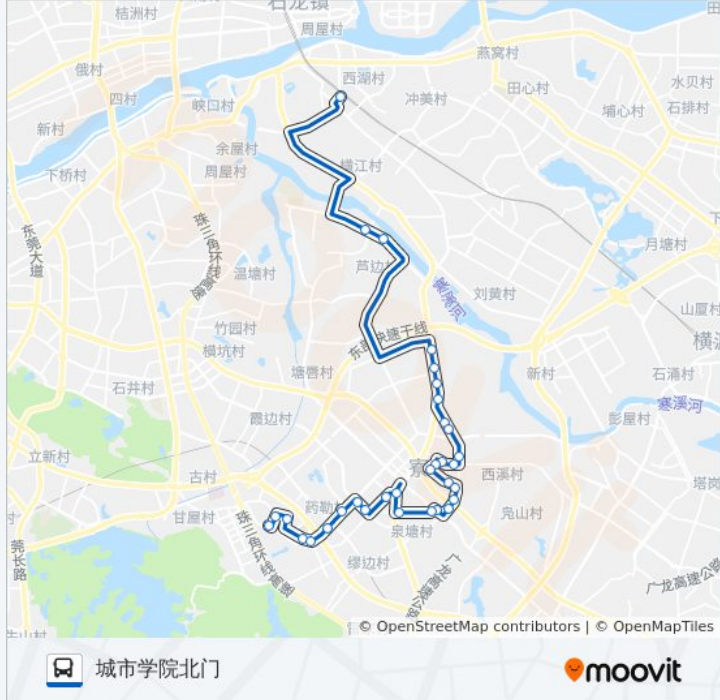 石龙镇
桔洲村
周屋村
燕窝村
俄村
西湖村
水贝村
四村
田心村
冲美村
峡口村
埔心村
石排村
新村
余屋村
横江村
周屋村
下桥村
珠三角环线高速
东莞大道
月塘村
温塘村
芦边村
寒溪河
刘黄村
山厦村
竹园村
东部快速干线
横坑村
塘唇村
新村
石涌村
石井村
寒溪河
霞边村
彭屋村
立新村
古村
寮
西溪村
药勒村
甘屋村
凫山村
珠三角环线高速
泉塘村
莞长路
缪边村
广龙高速公路
广龙高速公路
牛山村
© OpenStreetMap contributors | © OpenMapTiles
城市学院北门
moovit